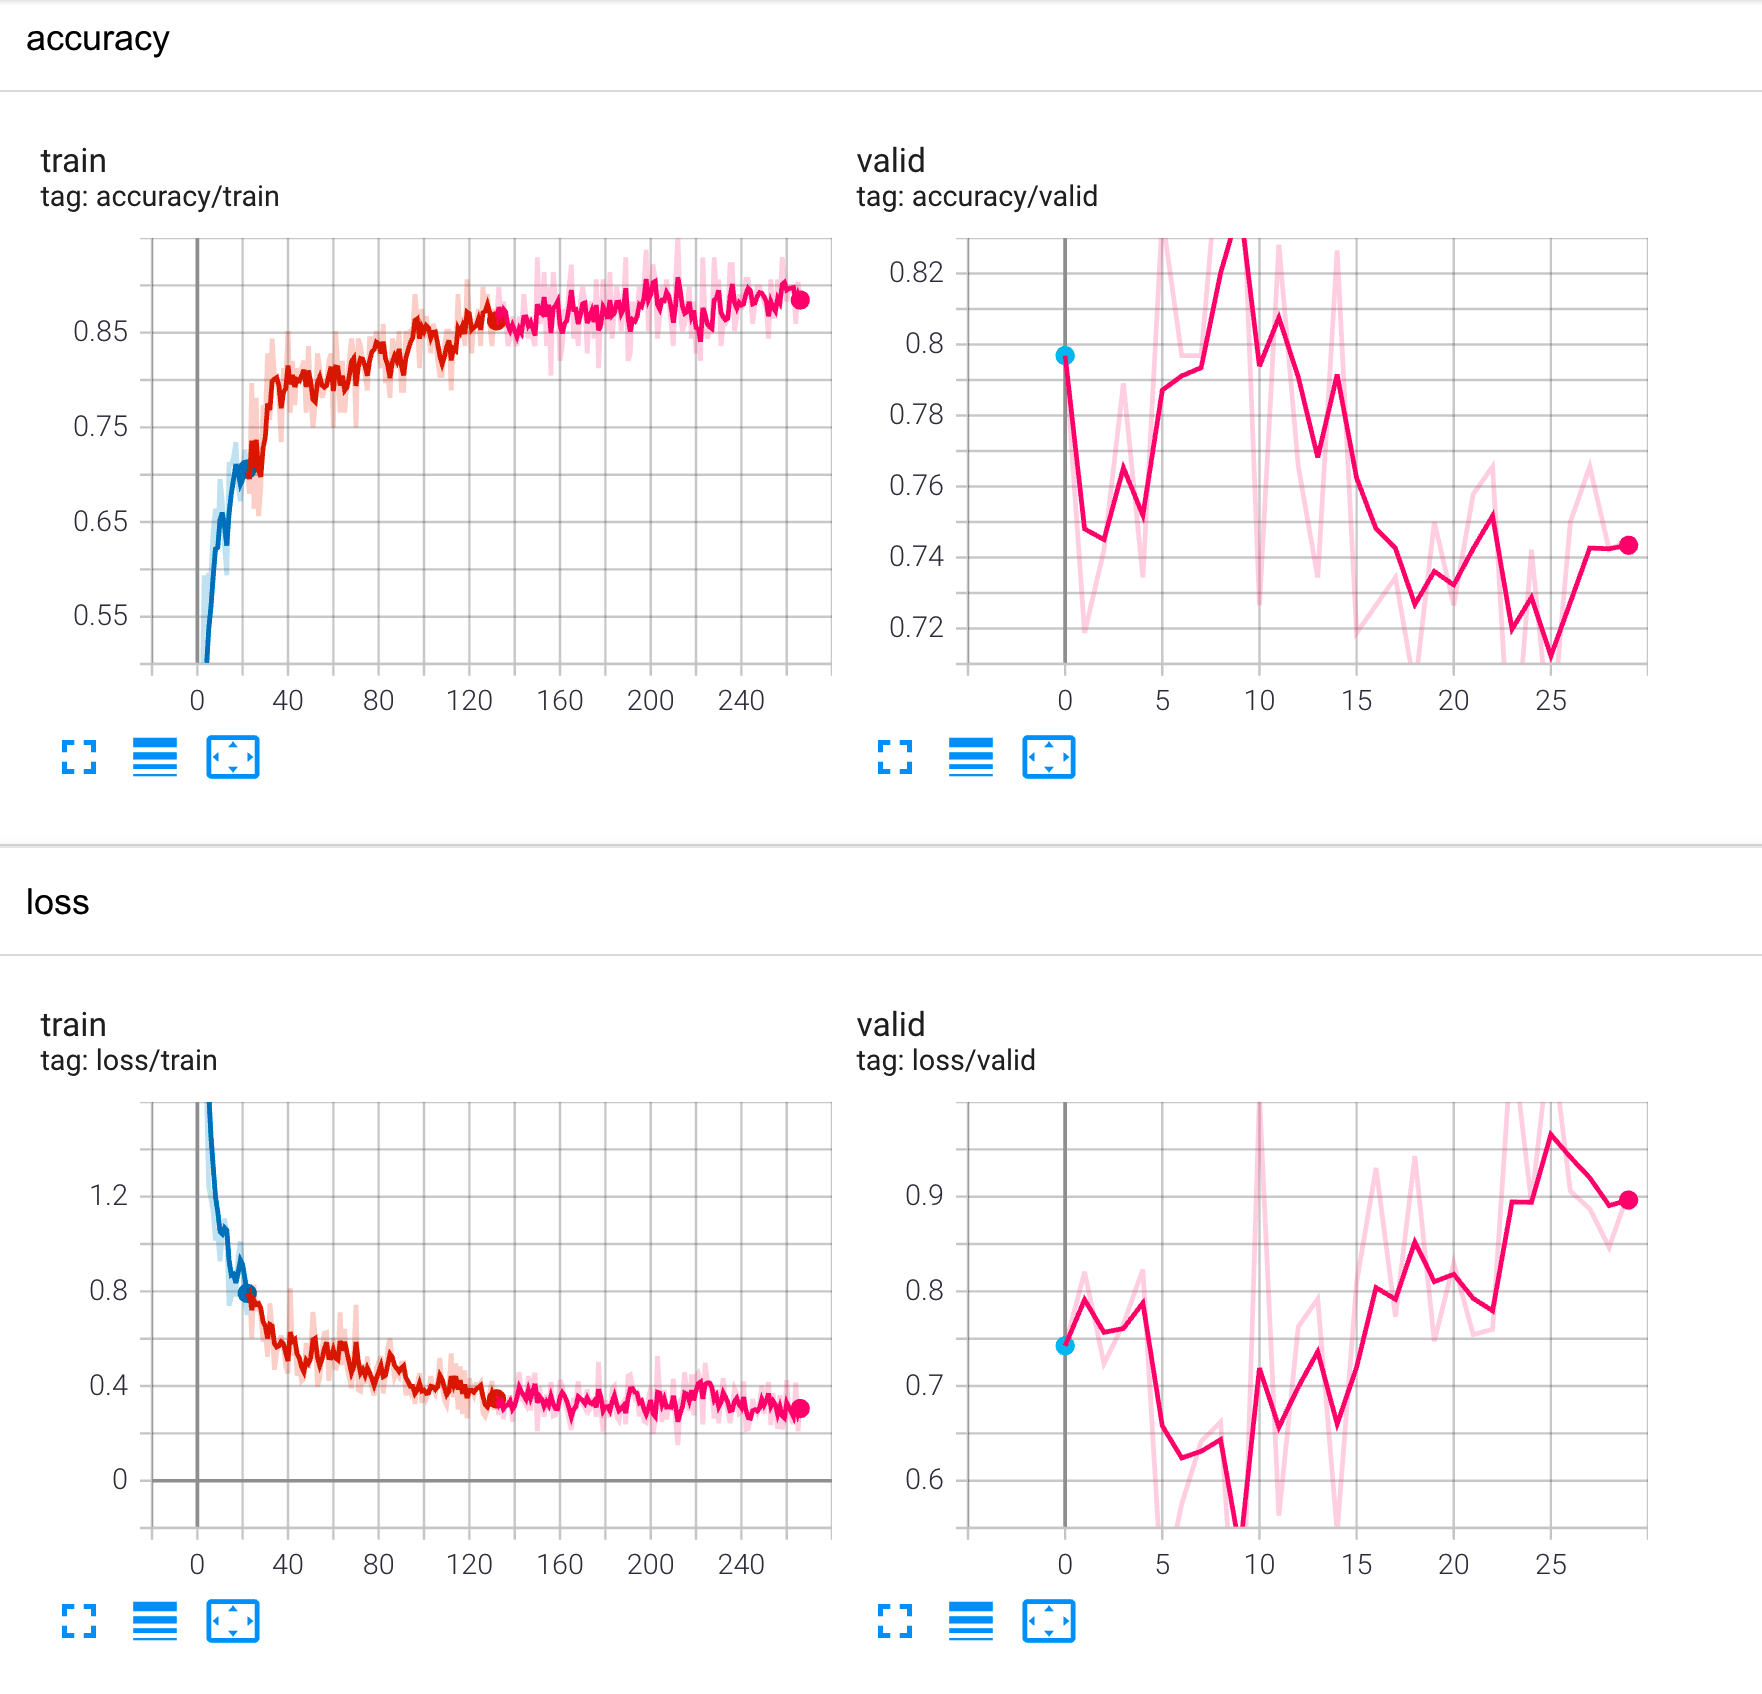 accuracy
train
tag: accuracy/train
0.85
0.75
0.65
0.55
0 40 80 120 160 200 240
valid
tag: accuracy/valid
0.82
0.8
0.78
0.76
0.74
0.72
0 5 10 15 20 25
loss
train
tag: loss/train
1.2
0.8
0.4
0
0 40 80 120 160 200 240
valid
tag: loss/valid
0.9
0.8
0.7
0.6
0 5 10 15 20 25